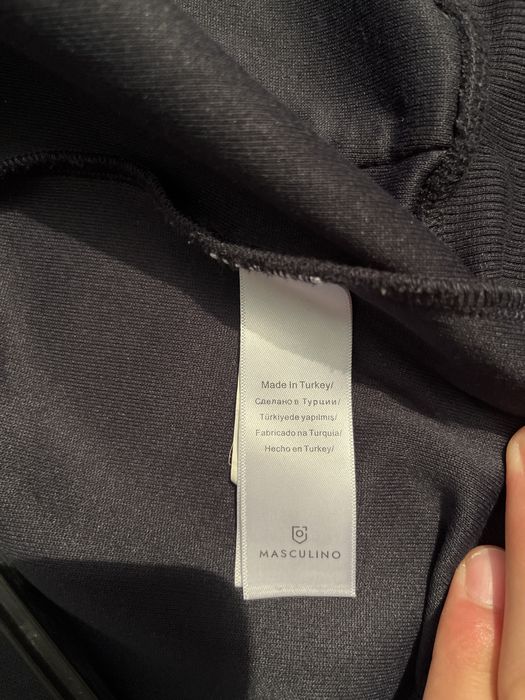 Made in Turkey/
Сделано в Турции/
Türkiyede yapılmış/
Fabricado na Turquia/
Hecho en Turkey/
MASCULINO